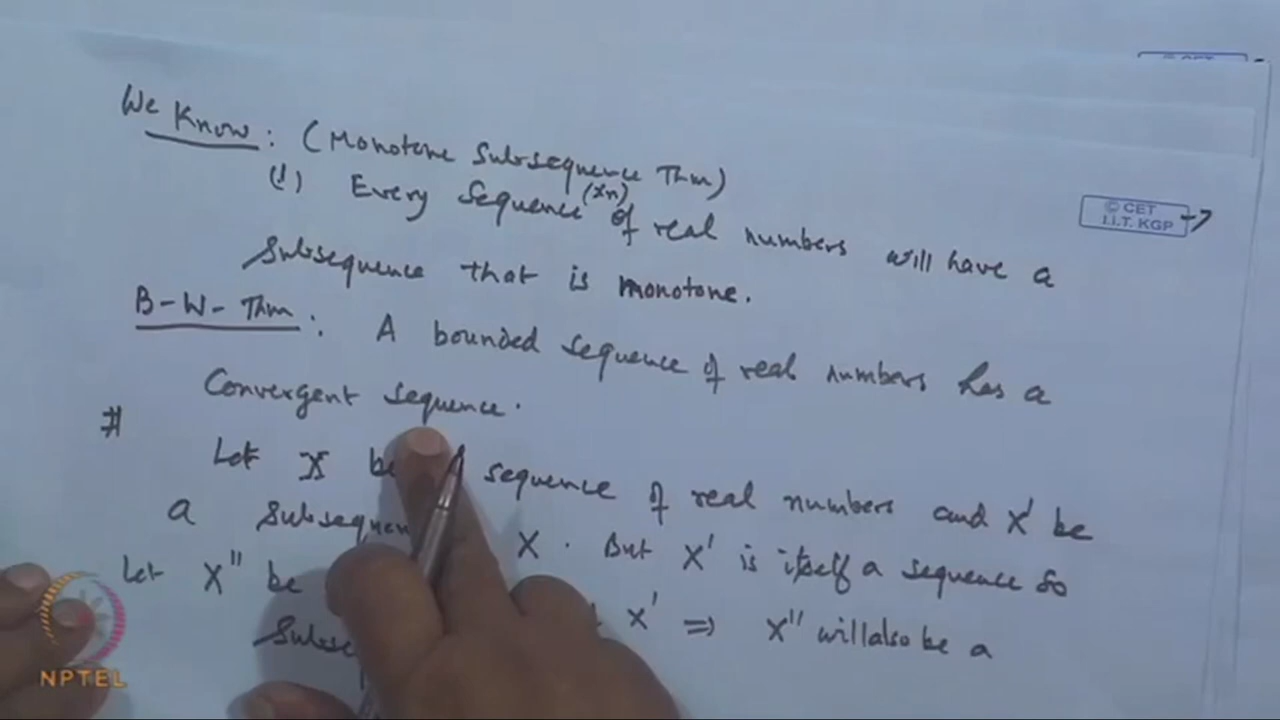 We Know: (Monotone Subsequence Thm)
(1) Every Sequence (xn) of real numbers will have a
Subsequence that is monotone.
B-W-Thm: A bounded sequence of real numbers has a
Convergent sequence.
# Let X be sequence of real numbers and X' be
a X. But X' is itself a sequence so
Let X" be X' => X" will also be a
© CET
I.I.T. KGP
NPTEL